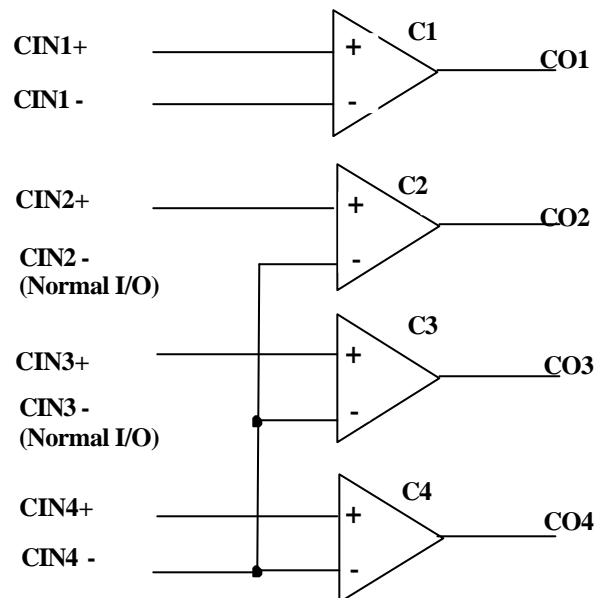 C1
CIN1+
+
CO1
CIN1 -
-
C2
CIN2+
+
CO2
CIN2 -
-
(Normal I/O)
C3
CIN3+
+
CO3
CIN3 -
-
(Normal I/O)
C4
CIN4+
+
CO4
CIN4 -
-